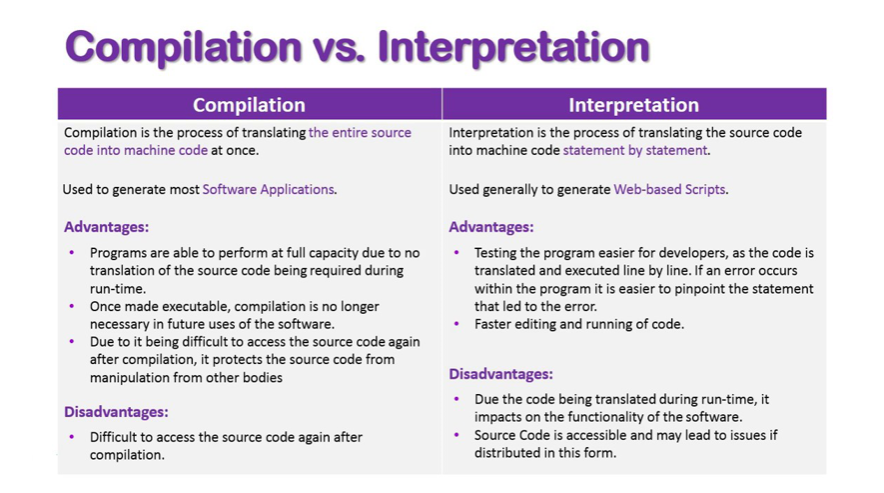 Compilation vs. Interpretation
Compilation
Compilation is the process of translating the entire source
code into machine code at once.
Used to generate most Software Applications.
Advantages:
• Programs are able to perform at full capacity due to no
translation of the source code being required during
run-time.
• Once made executable, compilation is no longer
necessary in future uses of the software.
• Due to it being difficult to access the source code again
after compilation, it protects the source code from
manipulation from other bodies
Disadvantages:
• Difficult to access the source code again after
compilation.
Interpretation
Interpretation is the process of translating the source code
into machine code statement by statement.
Used generally to generate Web-based Scripts.
Advantages:
• Testing the program easier for developers, as the code is
translated and executed line by line. If an error occurs
within the program it is easier to pinpoint the statement
that led to the error.
• Faster editing and running of code.
Disadvantages:
• Due the code being translated during run-time, it
impacts on the functionality of the software.
• Source Code is accessible and may lead to issues if
distributed in this form.